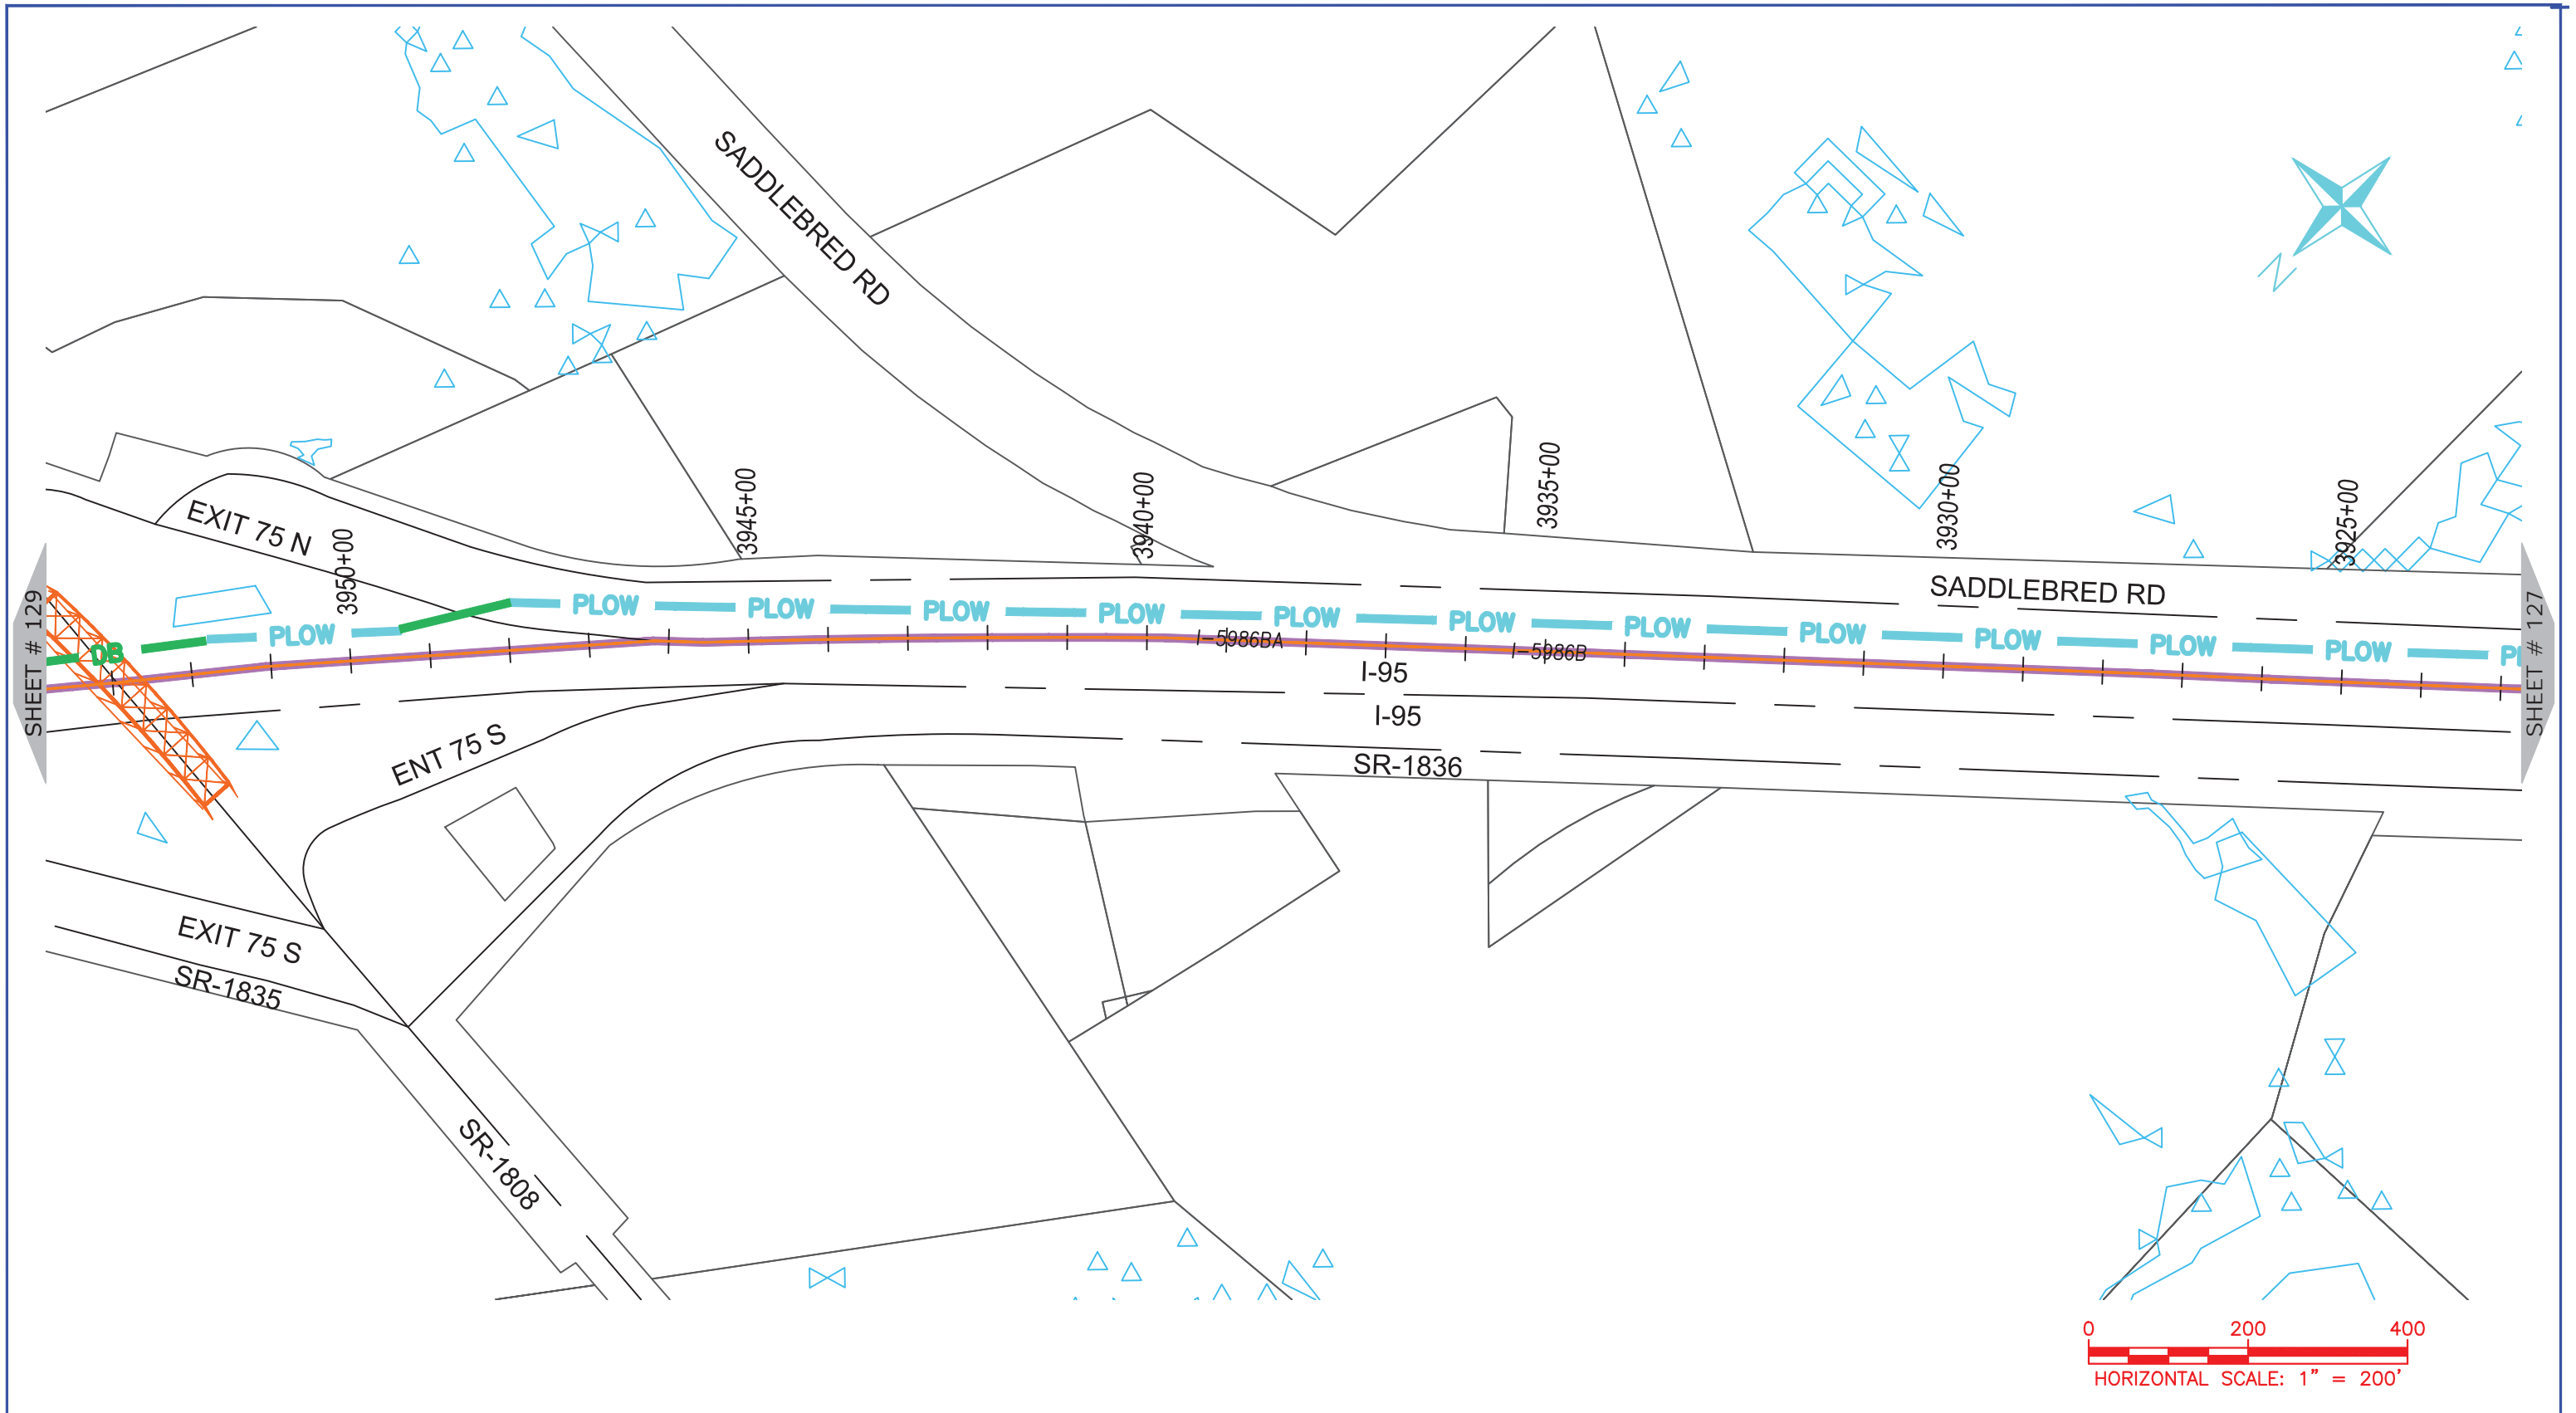 SADDLEBRED RD
N
EXIT 75 N
3950+00
3945+00
3940+00
3935+00
3930+00
3925+00
SADDLEBRED RD
SHEET # 129
DB
PLOW
PLOW
PLOW
PLOW
PLOW
PLOW
PLOW
PLOW
PLOW
PLOW
PLOW
PLOW
PL
SHEET # 127
I-5986BA
I-5986B
I-95
I-95
SR-1836
ENT 75 S
EXIT 75 S
SR-1835
SR-1808
0 200 400
HORIZONTAL SCALE: 1" = 200'